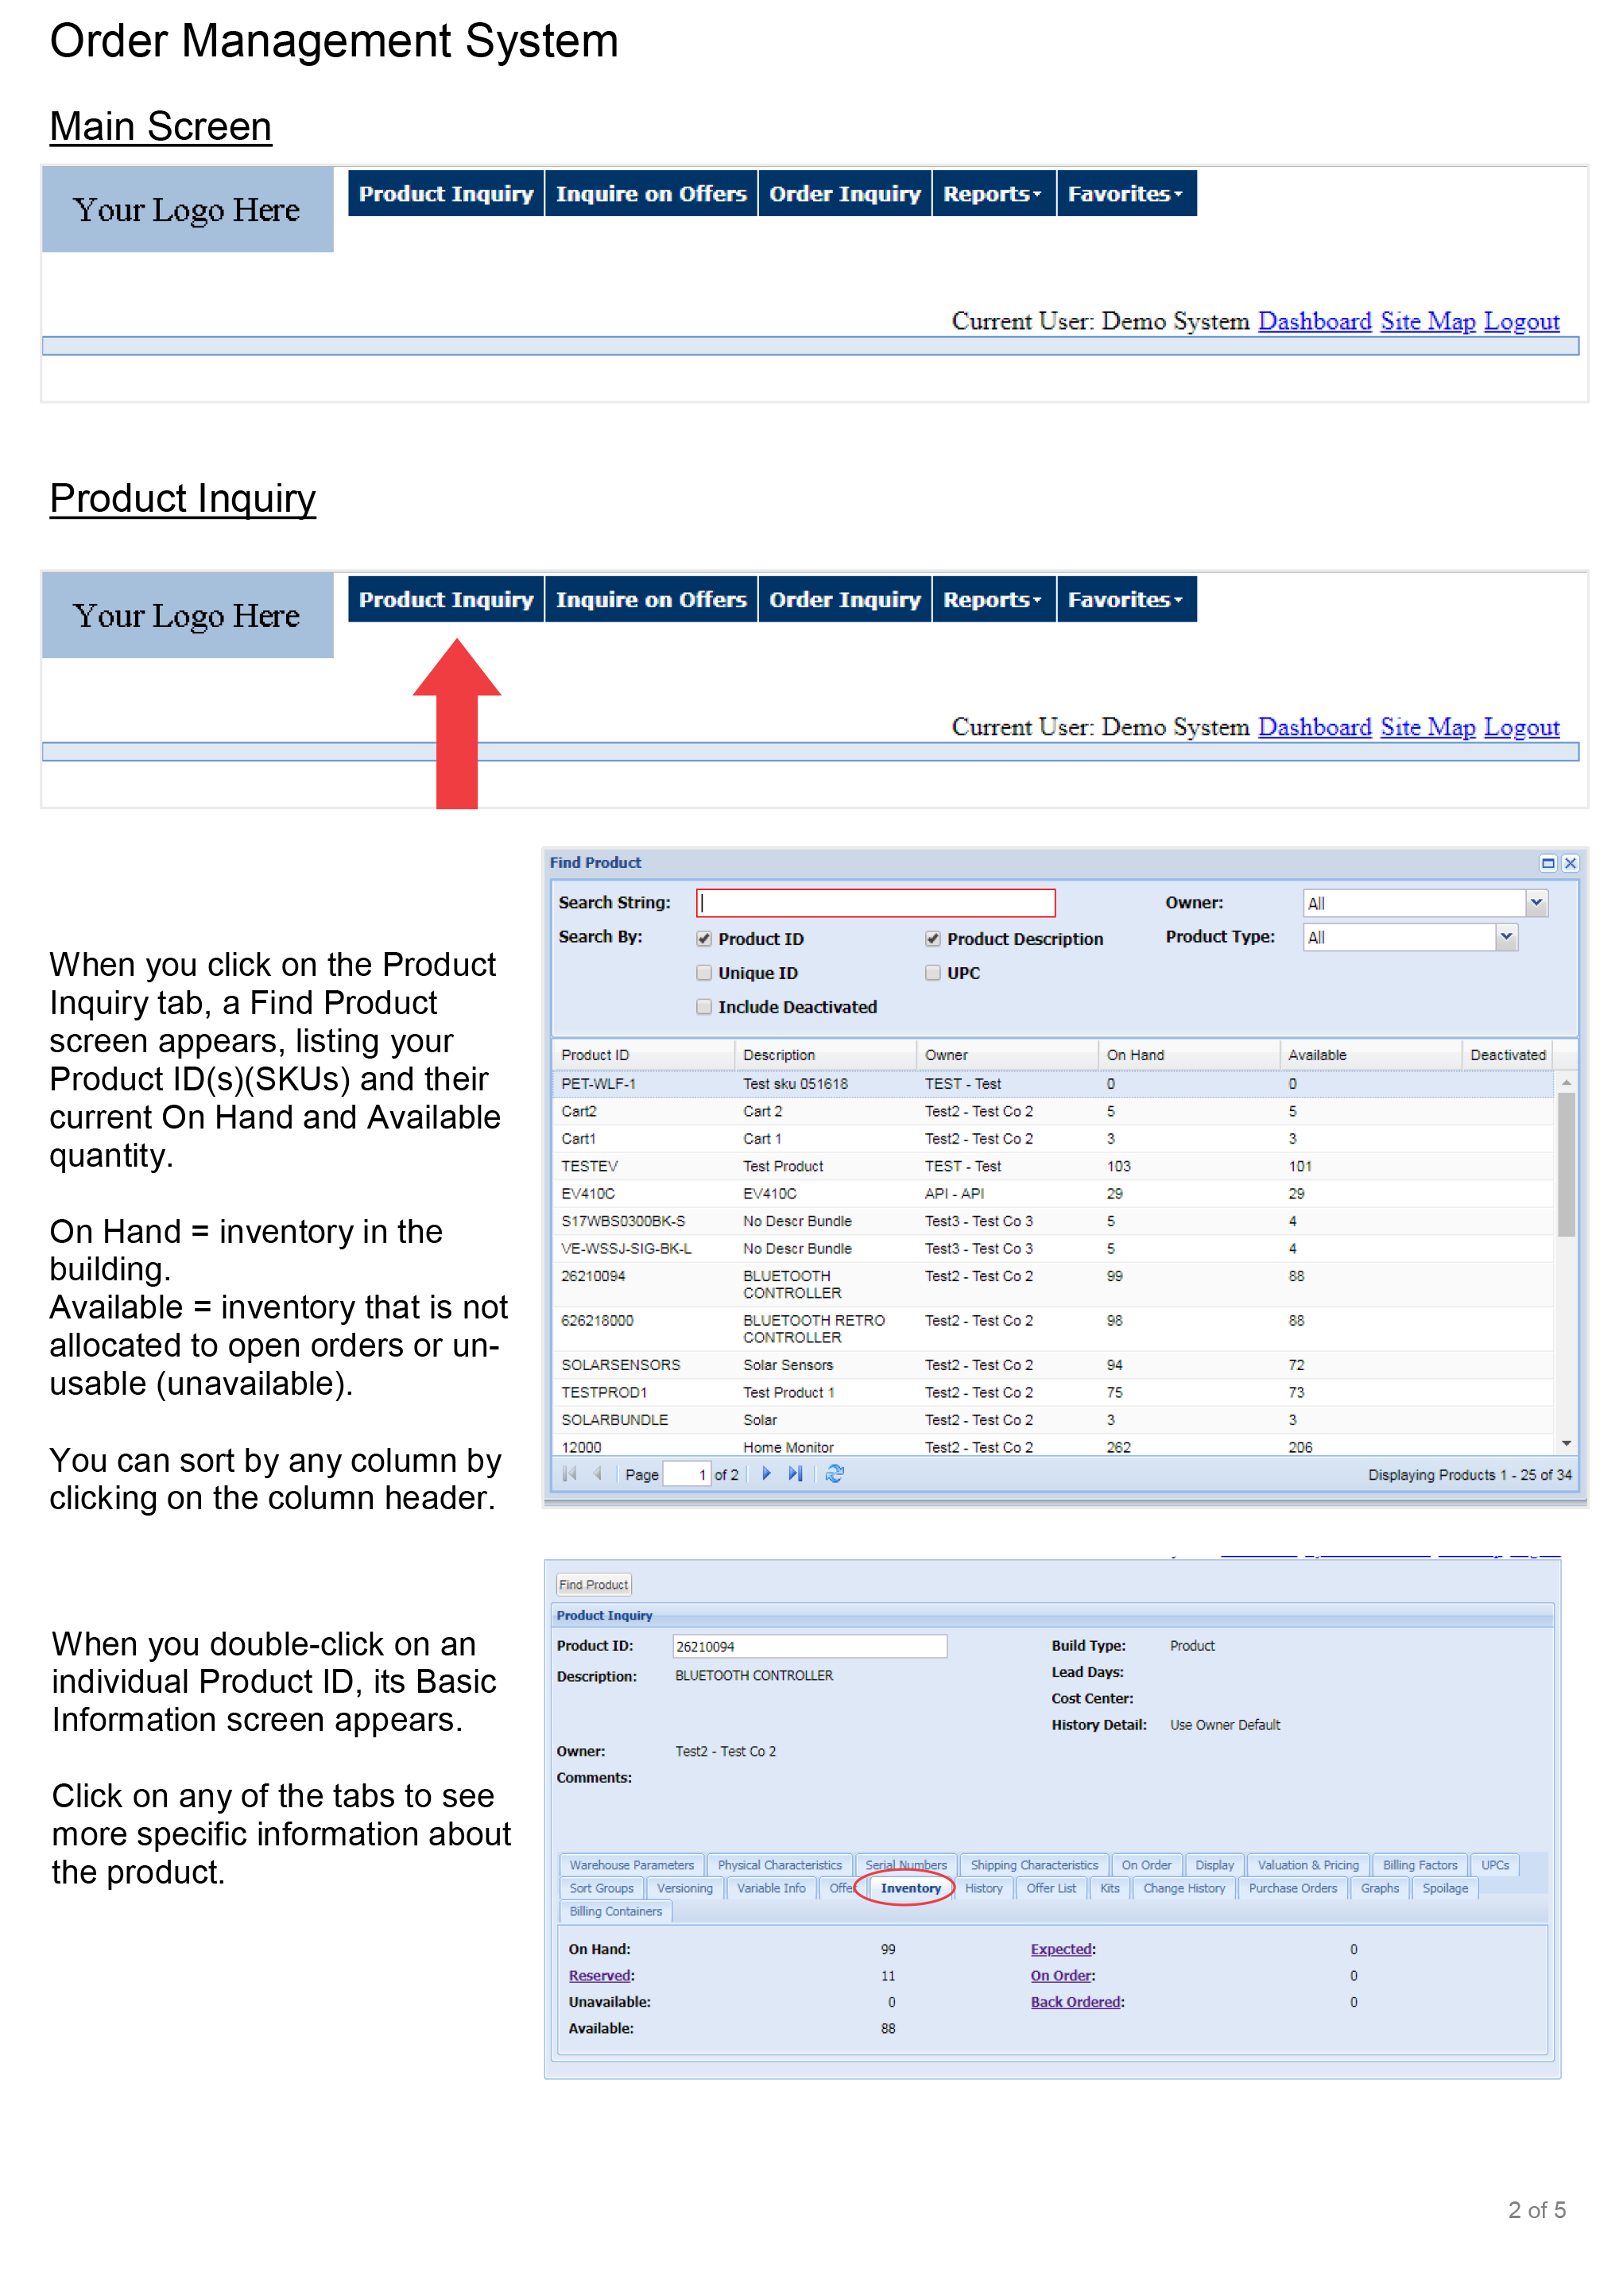 Order Management System
Main Screen
Your Logo Here
Product Inquiry Inquire on Offers Order Inquiry Reports Favorites
Current User: Demo System Dashboard Site Map Logout
Product Inquiry
Your Logo Here
Product Inquiry Inquire on Offers Order Inquiry Reports Favorites
Current User: Demo System Dashboard Site Map Logout
When you click on the Product
Inquiry tab, a Find Product
screen appears, listing your
Product ID(s)(SKUs) and their
current On Hand and Available
quantity.
On Hand = inventory in the
building.
Available = inventory that is not
allocated to open orders or un-
usable (unavailable).
You can sort by any column by
clicking on the column header.
Find Product
Search String: Owner: All
Search By: Product ID Product Description Product Type: All
Unique ID UPC
Include Deactivated
Product ID Description Owner On Hand Available Deactivated
PET-WLF-1 Test sku 051618 TEST - Test 0 0
Cart2 Cart 2 Test2 - Test Co 2 5 5
Cart1 Cart 1 Test2 - Test Co 2 3 3
TESTEV Test Product TEST - Test 103 101
EV410C EV410C API - API 29 29
S17WBS0300BK-S No Descr Bundle Test3 - Test Co 3 5 4
VE-WSSJ-SIG-BK-L No Descr Bundle Test3 - Test Co 3 5 4
26210094 BLUETOOTH Test2 - Test Co 2 99 88
CONTROLLER
626218000 BLUETOOTH RETRO Test2 - Test Co 2 98 88
CONTROLLER
SOLARSENSORS Solar Sensors Test2 - Test Co 2 94 72
TESTPROD1 Test Product 1 Test2 - Test Co 2 75 73
SOLARBUNDLE Solar Test2 - Test Co 2 3 3
12000 Home Monitor Test2 - Test Co 2 262 206
Page 1 of 2 Displaying Products 1 - 25 of 34
When you double-click on an
individual Product ID, its Basic
Information screen appears.
Click on any of the tabs to see
more specific information about
the product.
Find Product
Product Inquiry
Product ID: 26210094 Build Type: Product
Description: BLUETOOTH CONTROLLER Lead Days:
Cost Center:
History Detail: Use Owner Default
Owner: Test2 - Test Co 2
Comments:
Warehouse Parameters Physical Characteristics Serial Numbers Shipping Characteristics On Order Display Valuation & Pricing Billing Factors UPCs
Sort Groups Versioning Variable Info Offer Inventory History Offer List Kits Change History Purchase Orders Graphs Spoilage
Billing Containers
On Hand: 99 Expected: 0
Reserved: 11 On Order: 0
Unavailable: 0 Back Ordered: 0
Available: 88
2 of 5